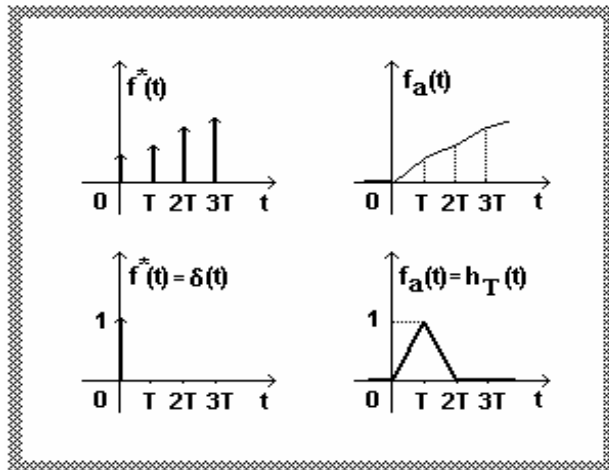 f*(t)
0 T 2T 3T t
fa(t)
0 T 2T 3T t
f*(t) = δ(t)
1
0 T 2T 3T t
fa(t) = hT(t)
1
0 T 2T 3T t